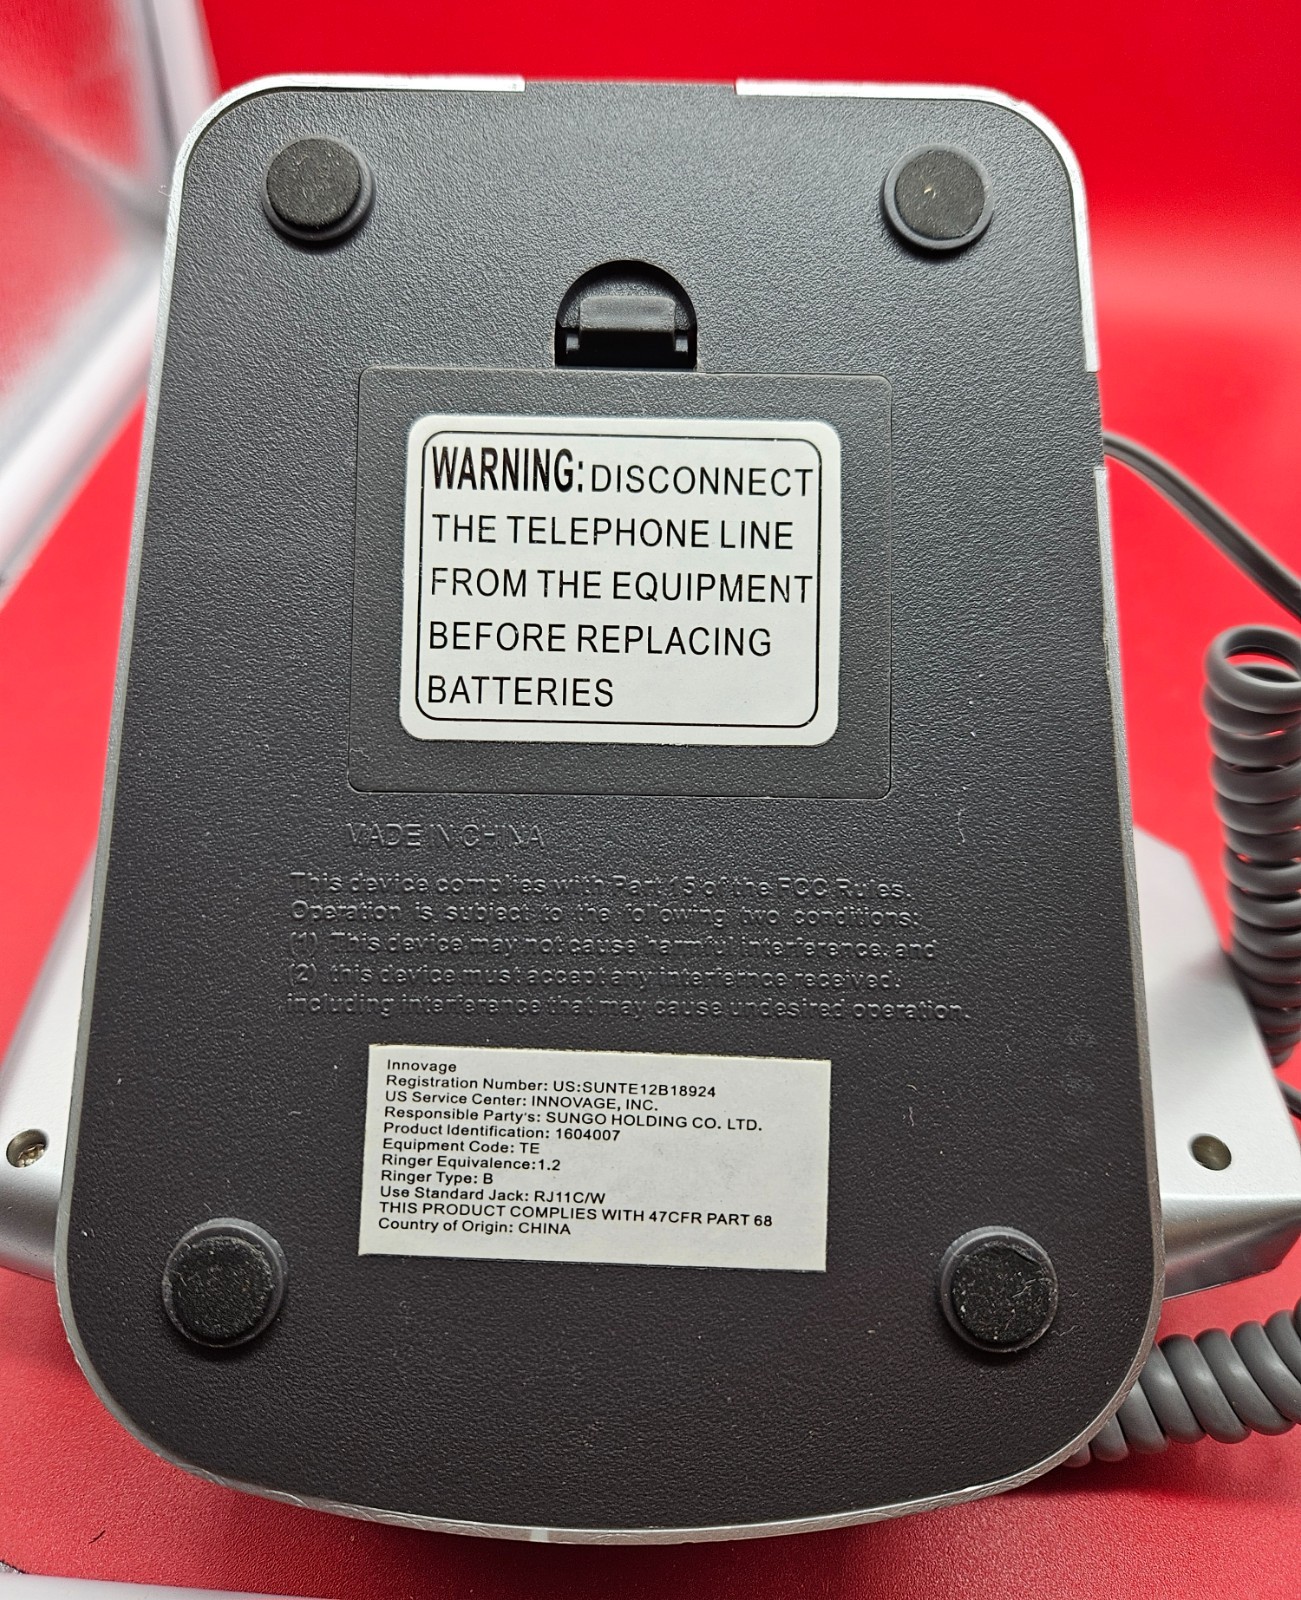 WARNING: DISCONNECT
THE TELEPHONE LINE
FROM THE EQUIPMENT
BEFORE REPLACING
BATTERIES
MADE IN CHINA
This device complies with Part 15 of the FCC Rules.
Operation is subject to the following two conditions:
(1) This device may not cause harmful interference, and
(2) this device must accept any interfernce received,
including interference that may cause undesired operation.
Innovage
Registration Number: US:SUNTE12B18924
US Service Center: INNOVAGE, INC.
Responsible Party's: SUNGO HOLDING CO. LTD.
Product Identification: 1604007
Equipment Code: TE
Ringer Equivalence:1.2
Ringer Type: B
Use Standard Jack: RJ11C/W
THIS PRODUCT COMPLIES WITH 47CFR PART 68
Country of Origin: CHINA